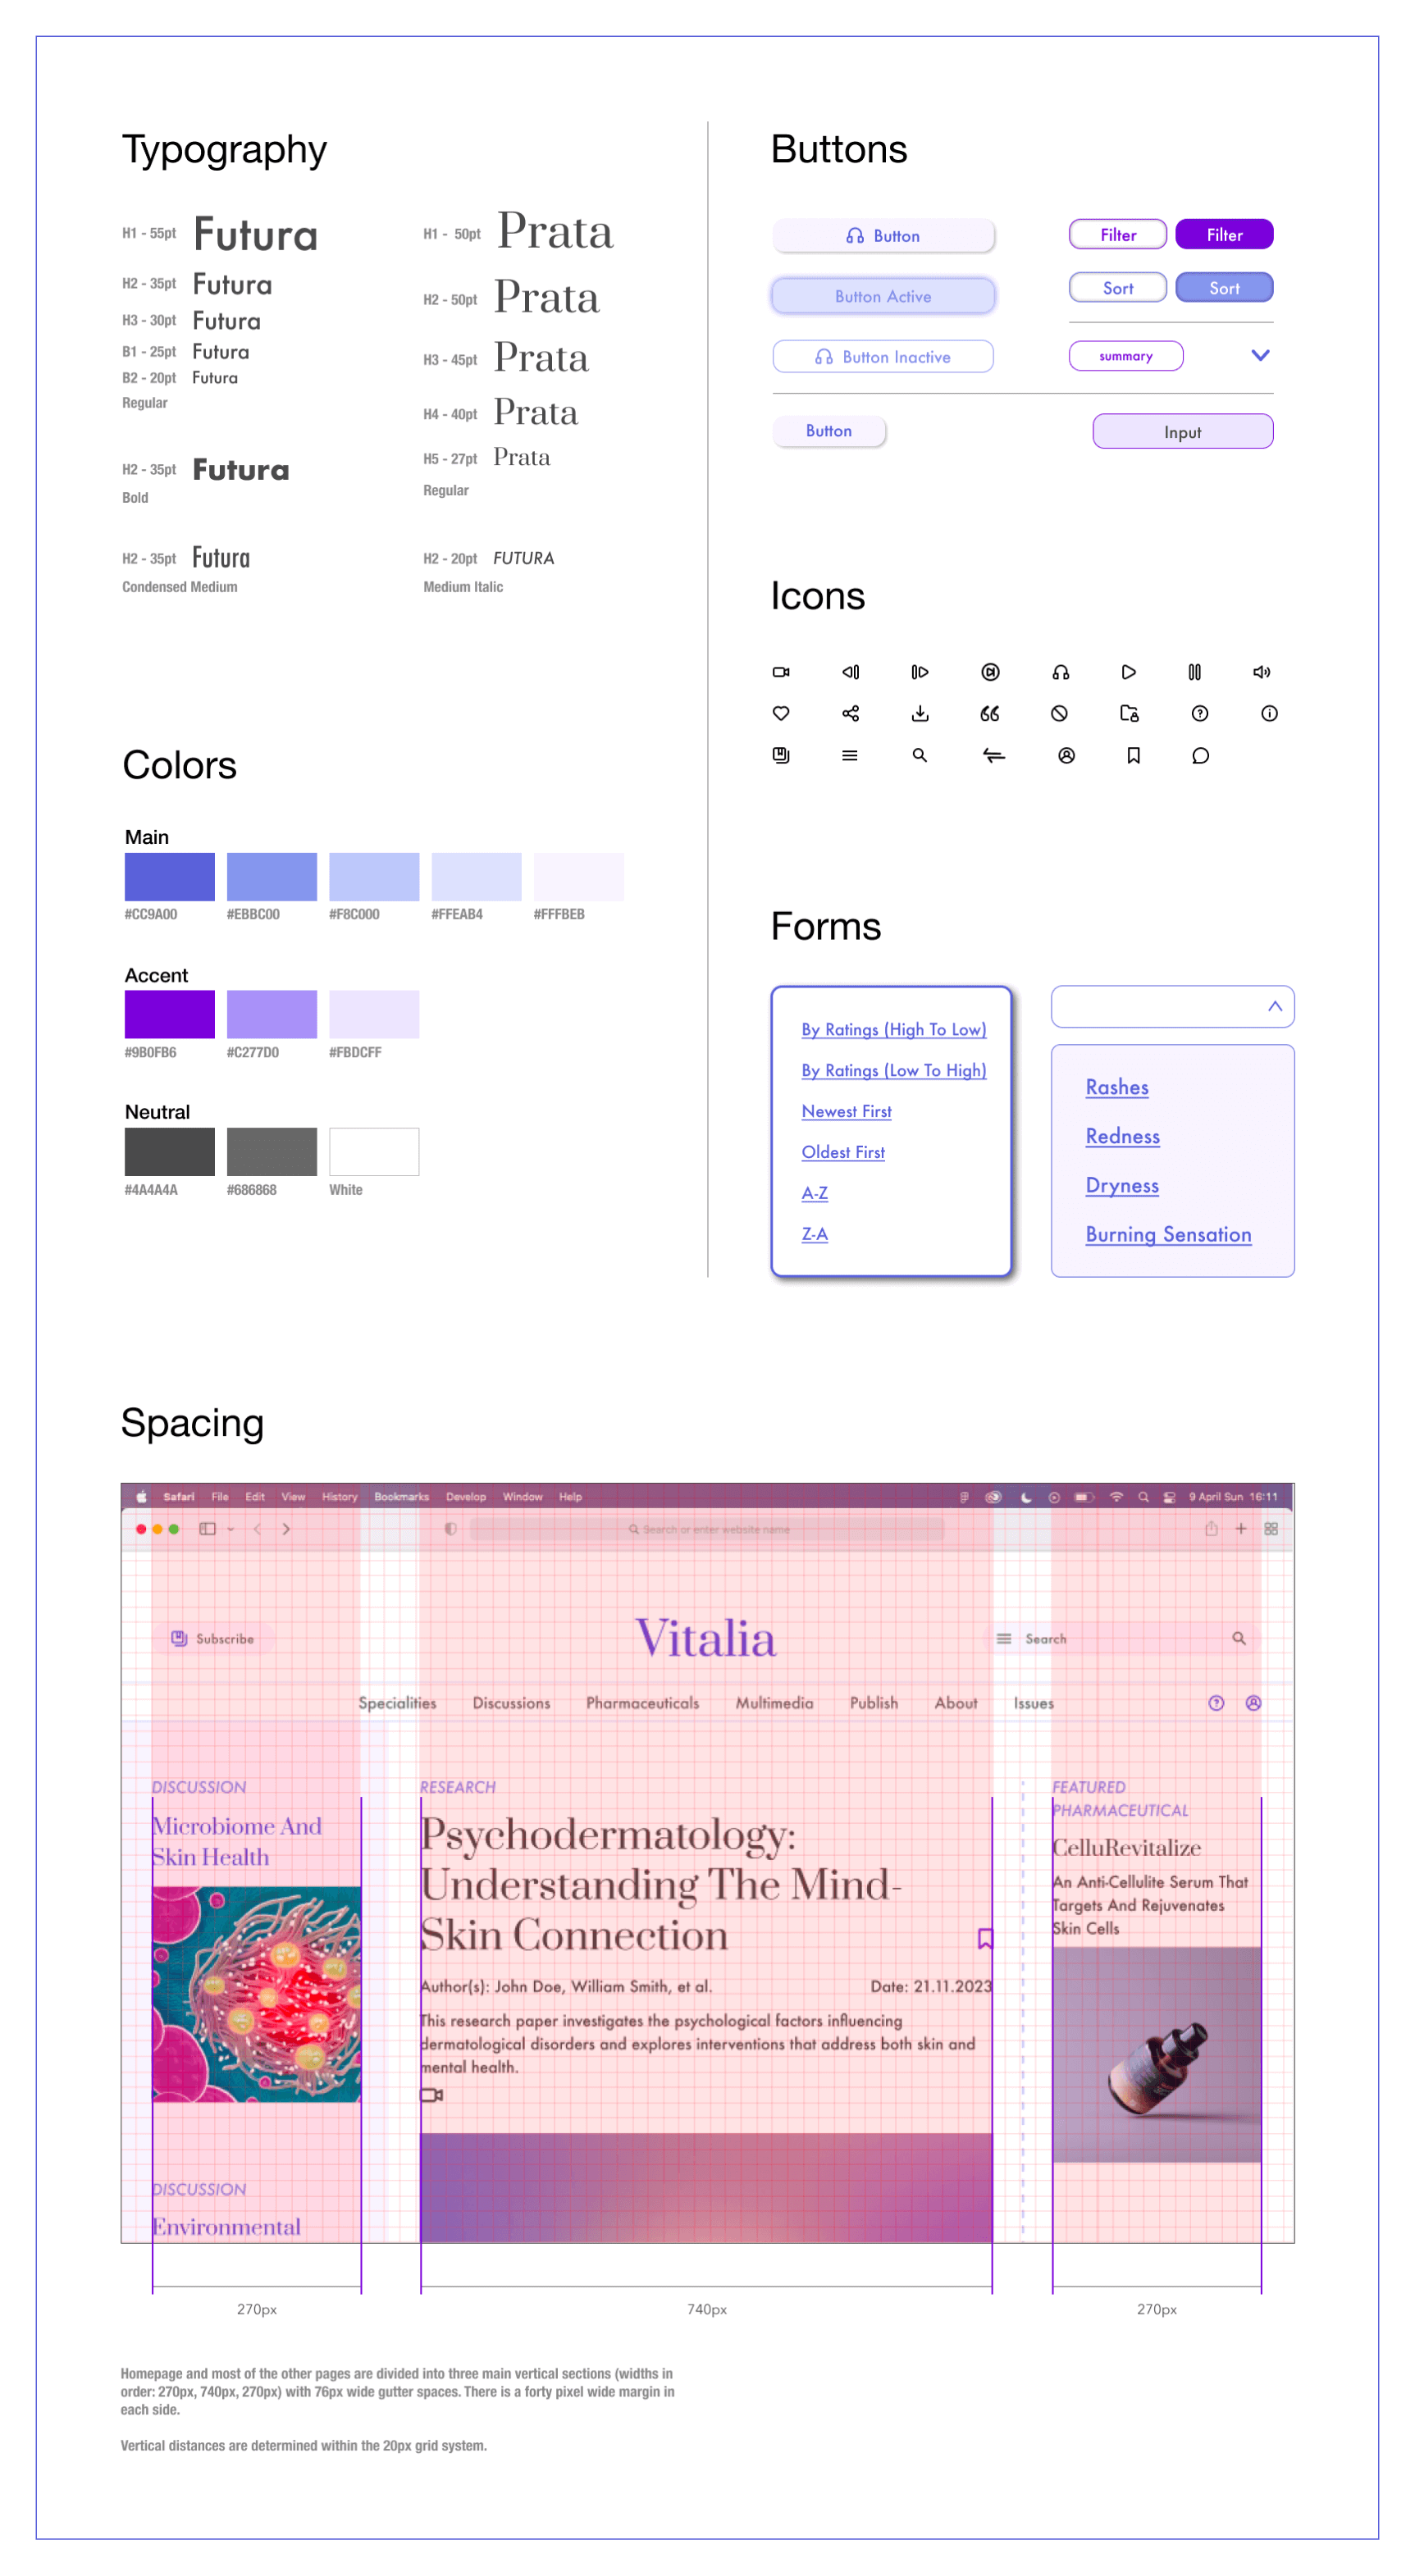 Typography
H1 - 55pt Futura
H2 - 35pt Futura
H3 - 30pt Futura
B1 - 25pt Futura
B2 - 20pt Futura
Regular
H2 - 35pt Futura
Bold
H2 - 35pt Futura
Condensed Medium
H1 - 50pt Prata
H2 - 50pt Prata
H3 - 45pt Prata
H4 - 40pt Prata
H5 - 27pt Prata
Regular
H2 - 20pt FUTURA
Medium Italic
Colors
Main
#CC9A00 #EBBC00 #F8C000 #FFEAB4 #FFFBEB
Accent
#9B0FB6 #C277D0 #FBDCFF
Neutral
#4A4A4A #686868 White
Buttons
Button
Button Active
Button Inactive
Button
Filter Filter
Sort Sort
summary
Input
Icons
Forms
By Ratings (High To Low)
By Ratings (Low To High)
Newest First
Oldest First
A-Z
Z-A
Rashes
Redness
Dryness
Burning Sensation
Spacing
Safari File Edit View History Bookmarks Develop Window Help 9 April Sun 16:11
Search or enter website name
Subscribe
Vitalia
Search
Specialities Discussions Pharmaceuticals Multimedia Publish About Issues
DISCUSSION
Microbiome And
Skin Health
DISCUSSION
Environmental
RESEARCH
Psychodermatology:
Understanding The Mind-
Skin Connection
Author(s): John Doe, William Smith, et al. Date: 21.11.2023
This research paper investigates the psychological factors influencing
dermatological disorders and explores interventions that address both skin and
mental health.
FEATURED
PHARMACEUTICAL
CelluRevitalize
An Anti-Cellulite Serum That
Targets And Rejuvenates
Skin Cells
270px 740px 270px
Homepage and most of the other pages are divided into three main vertical sections (widths in
order: 270px, 740px, 270px) with 76px wide gutter spaces. There is a forty pixel wide margin in
each side.
Vertical distances are determined within the 20px grid system.